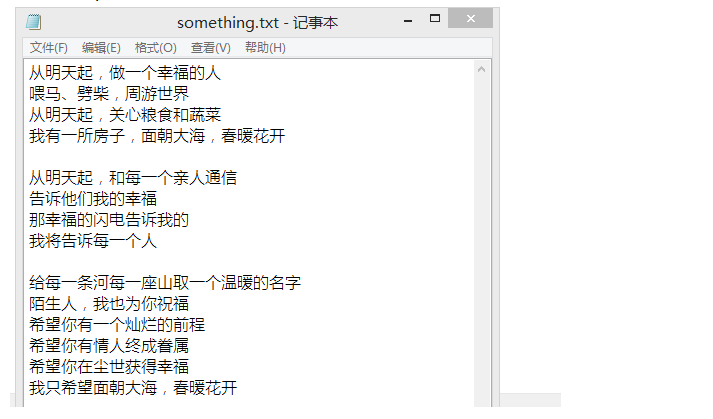 something.txt - 记事本
文件(F) 编辑(E) 格式(O) 查看(V) 帮助(H)
从明天起，做一个幸福的人
喂马、劈柴，周游世界
从明天起，关心粮食和蔬菜
我有一所房子，面朝大海，春暖花开
从明天起，和每一个亲人通信
告诉他们我的幸福
那幸福的闪电告诉我的
我将告诉每一个人
给每一条河每一座山取一个温暖的名字
陌生人，我也为你祝福
希望你有一个灿烂的前程
希望你有情人终成眷属
希望你在尘世获得幸福
我只希望面朝大海，春暖花开